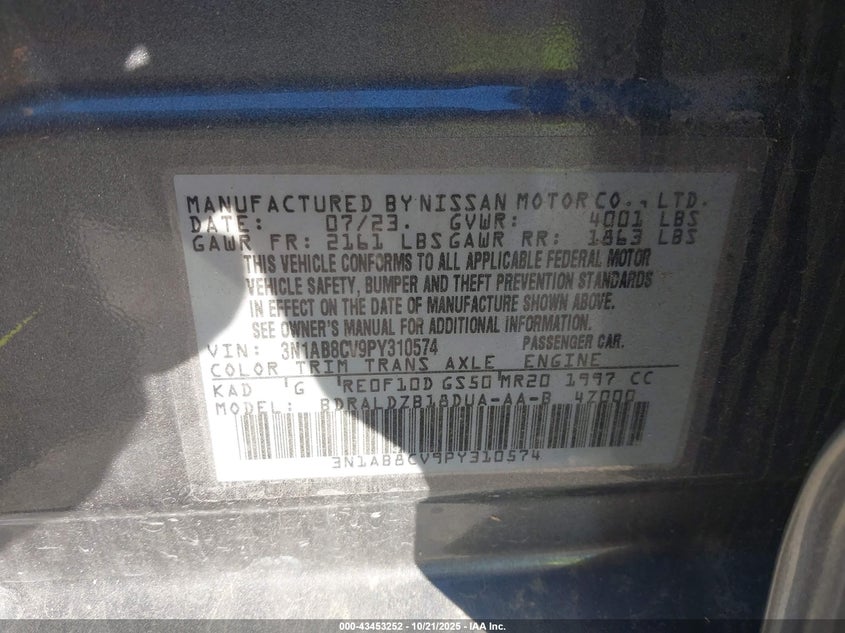 MANUFACTURED BY NISSAN MOTOR CO., LTD.
DATE: 07/23. GVWR: 4001 LBS
GAWR FR: 2161 LBS GAWR RR: 1863 LBS
THIS VEHICLE CONFORMS TO ALL APPLICABLE FEDERAL MOTOR
VEHICLE SAFETY, BUMPER AND THEFT PREVENTION STANDARDS
IN EFFECT ON THE DATE OF MANUFACTURE SHOWN ABOVE.
SEE OWNER'S MANUAL FOR ADDITIONAL INFORMATION
VIN: 3N1AB8CV9PY310574 PASSENGER CAR.
COLOR TRIM TRANS AXLE ENGINE
KAD 'G 'RE0F10D GS50'MR20 1997 CC
MODEL: BDRALDZB18DUA-AA-B 4Z000
3N1AB8CV9PY310574
000-43453252 - 10/21/2025 - IAA Inc.